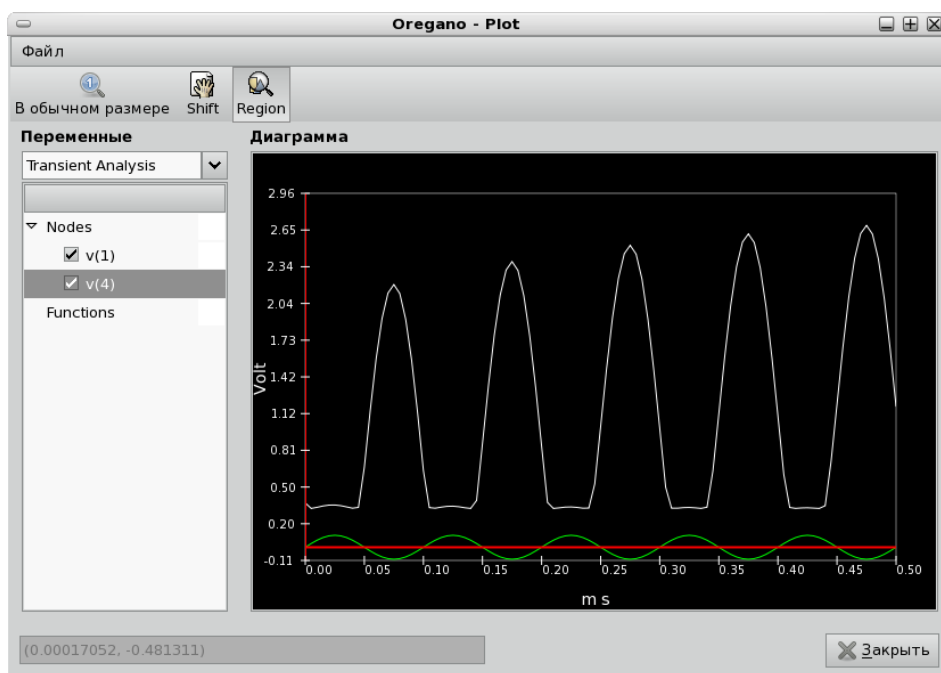 Oregano - Plot
Файл
В обычном размере Shift Region
Переменные
Диаграмма
Transient Analysis
Nodes
v(1)
v(4)
Functions
2.96
2.65
2.34
2.04
1.73
1.42
1.12
0.81
0.50
0.20
-0.11
Volt
0.00 0.05 0.10 0.15 0.20 0.25 0.30 0.35 0.40 0.45 0.50
m s
(0.00017052, -0.481311)
Закрыть